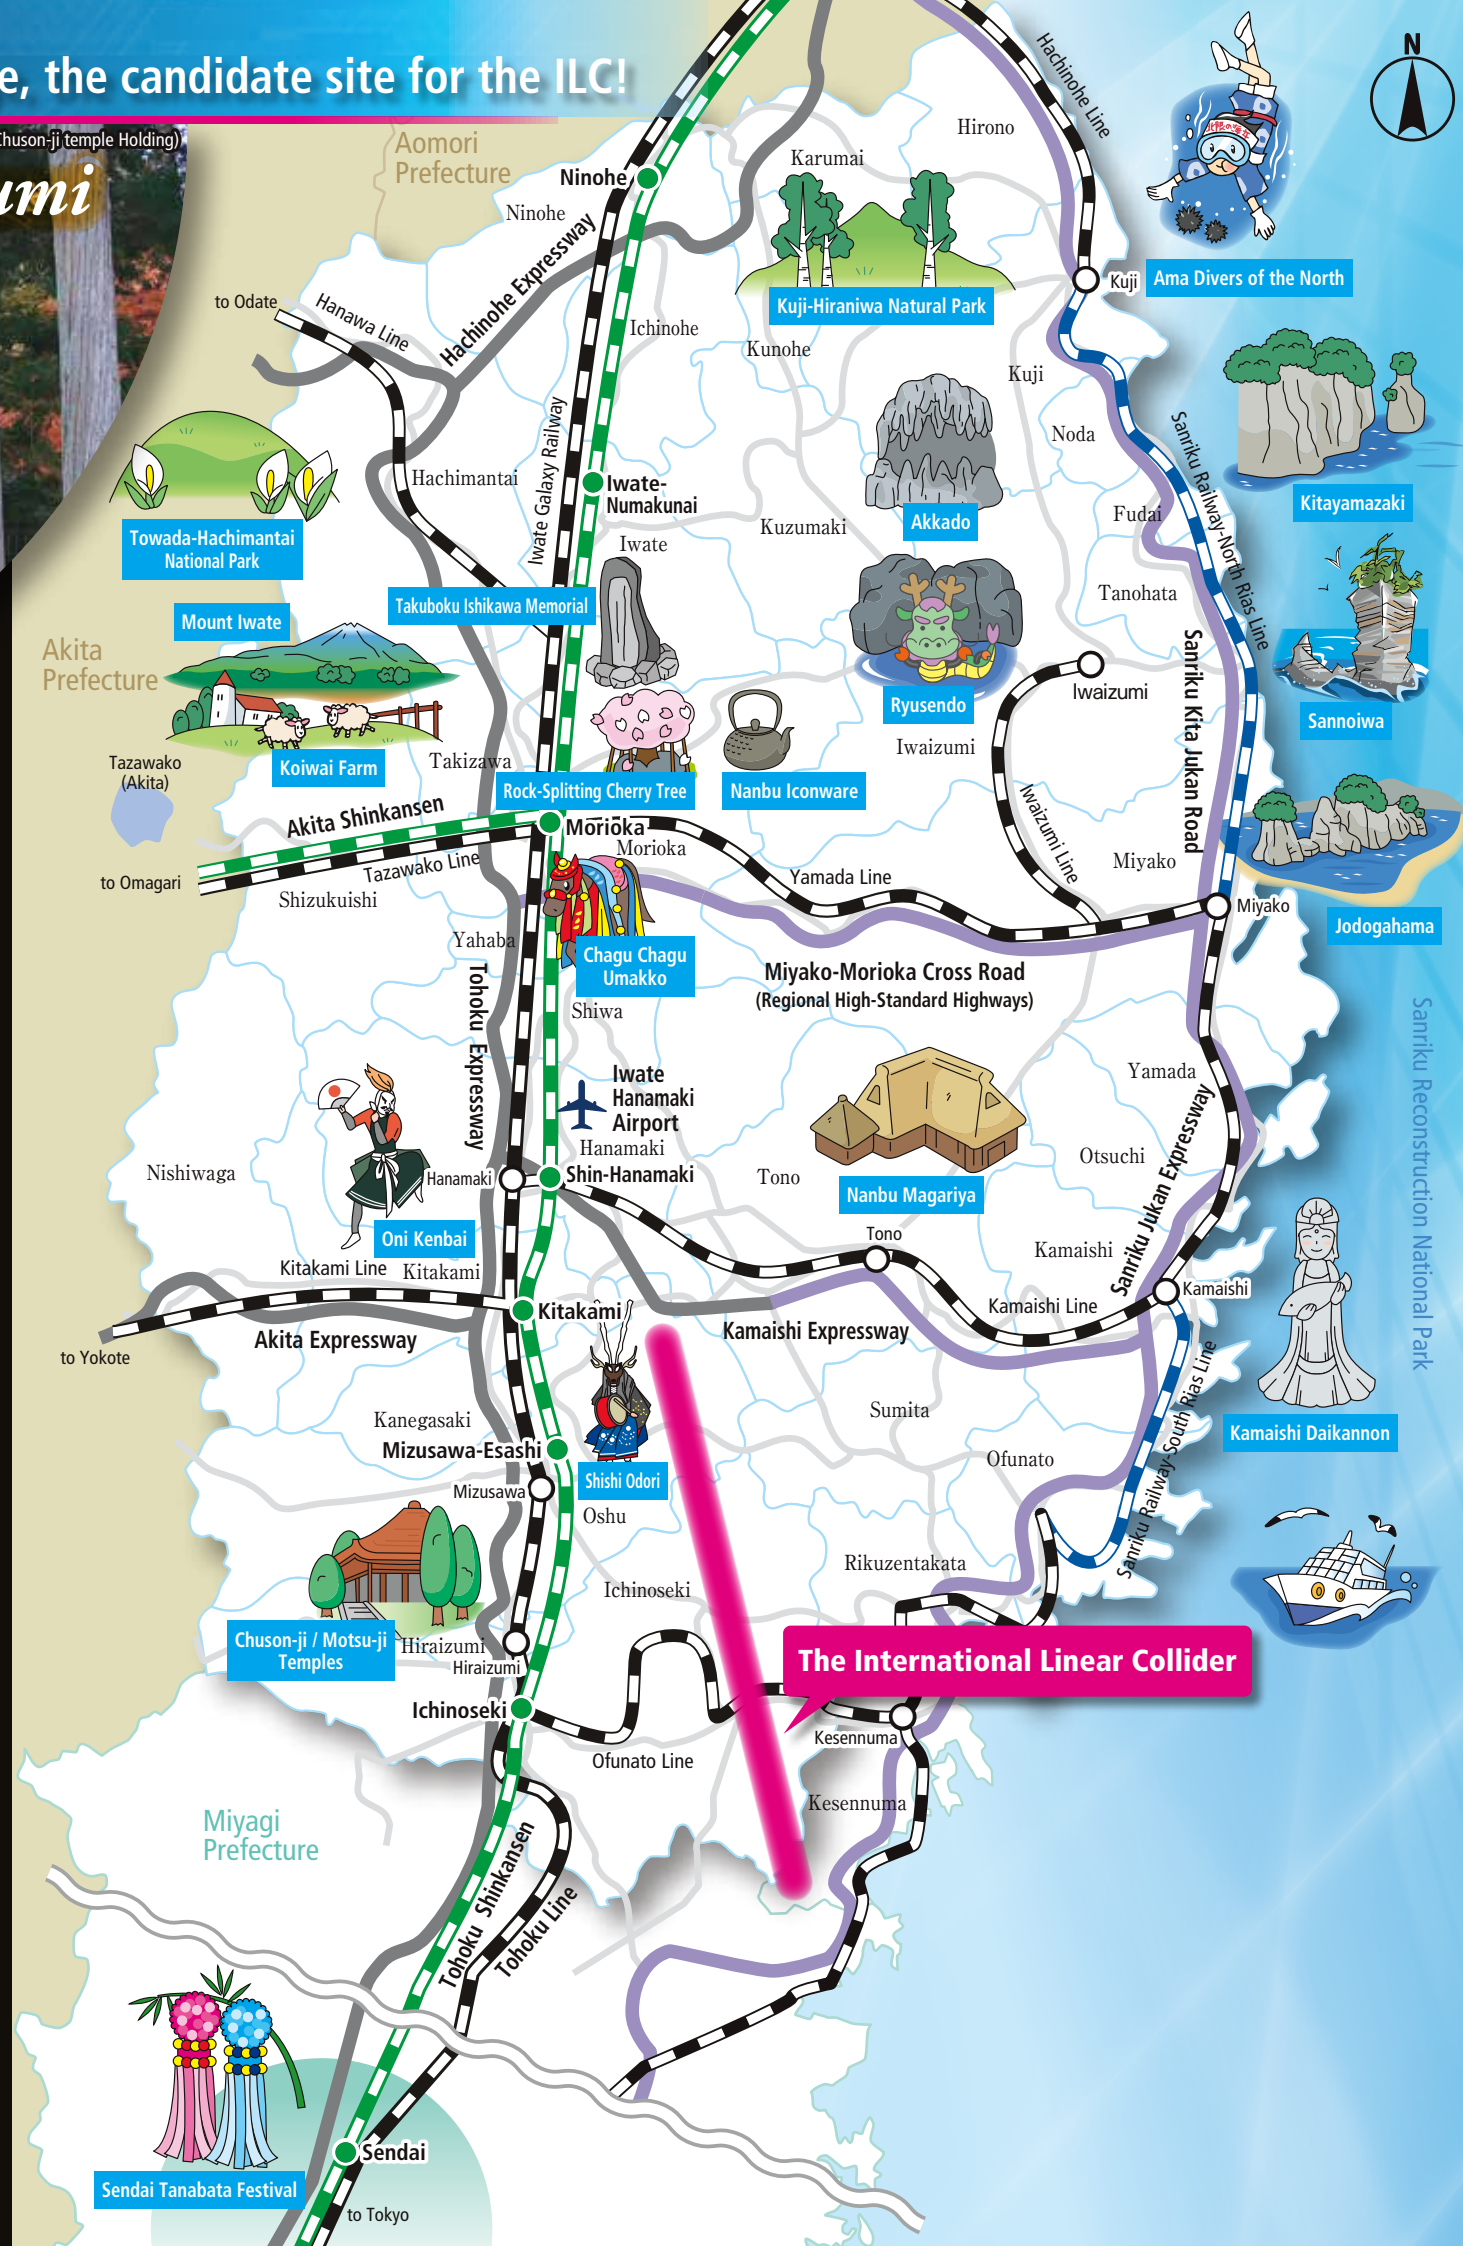 e, the candidate site for the ILC!
Chuson-ji temple Holding)
umi
N
Aomori
Prefecture
Hachinohe Line
Hirono
Karumai
Ninohe
Ninohe
Hachinohe Expressway
北限の海女
Ama Divers of the North
Kuji
Kuji-Hiraniwa Natural Park
to Odate
Hanawa Line
Ichinohe
Kunohe
Kuji
Noda
Iwate Galaxy Railway
Sanriku Railway-North Rias Line
Hachimantai
Iwate-
Numakunai
Iwate
Kuzumaki
Akkado
Fudai
Kitayamazaki
Towada-Hachimantai
National Park
Takuboku Ishikawa Memorial
Tanohata
Mount Iwate
Akita
Prefecture
Sanriku Kita Jukan Road
Iwaizumi
Ryusendo
Sannoiwa
Iwaizumi
Takizawa
Koiwai Farm
Tazawako
(Akita)
Rock-Splitting Cherry Tree
Nanbu Iconware
Iwaizumi Line
Akita Shinkansen
Morioka
Morioka
Tazawako Line
to Omagari
Shizukuishi
Yamada Line
Miyako
Miyako
Jodogahama
Yahaba
Chagu Chagu
Umakko
Miyako-Morioka Cross Road
(Regional High-Standard Highways)
Tohoku Expressway
Shiwa
Sanriku Reconstruction National Park
Iwate
Hanamaki
Airport
Yamada
Hanamaki
Otsuchi
Nishiwaga
Hanamaki
Shin-Hanamaki
Tono
Nanbu Magariya
Sanriku Jukan Expressway
Oni Kenbai
Tono
Kamaishi
Kitakami Line
Kitakami
Kamaishi
Kitakami
Kamaishi Line
Akita Expressway
Kamaishi Expressway
to Yokote
Sanriku Railway-South Rias Line
Kanegasaki
Sumita
Kamaishi Daikannon
Mizusawa-Esashi
Ofunato
Shishi Odori
Mizusawa
Oshu
Rikuzentakata
Ichinoseki
Chuson-ji / Motsu-ji
Temples
Hiraizumi
Hiraizumi
The International Linear Collider
Ichinoseki
Kesennuma
Ofunato Line
Kesennuma
Miyagi
Prefecture
Tohoku Shinkansen
Tohoku Line
Sendai
Sendai Tanabata Festival
to Tokyo